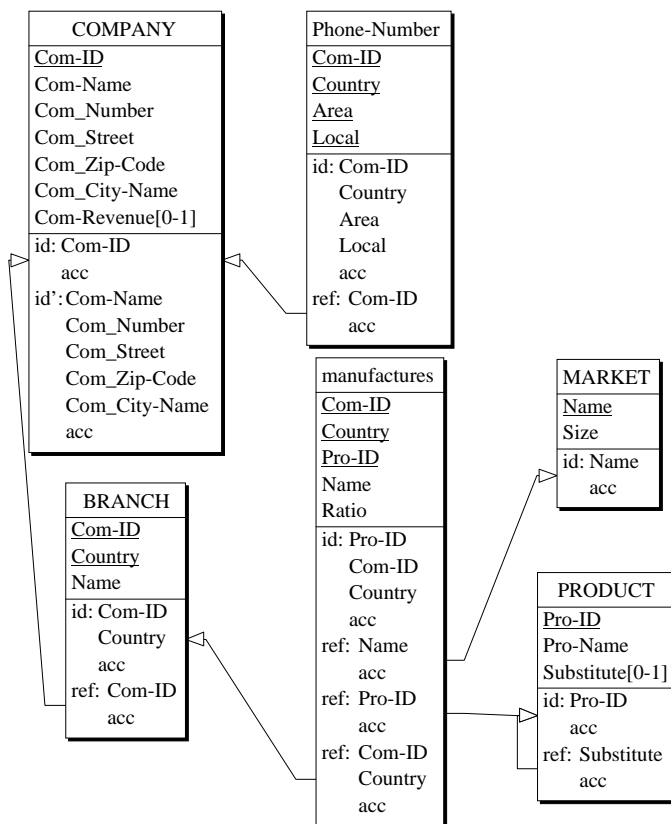 COMPANY
Com-ID
Com-Name
Com_Number
Com_Street
Com_Zip-Code
Com_City-Name
Com-Revenue[0-1]
id: Com-ID
acc
id’:Com-Name
Com_Number
Com_Street
Com_Zip-Code
Com_City-Name
acc
Phone-Number
Com-ID
Country
Area
Local
id: Com-ID
Country
Area
Local
acc
ref: Com-ID
acc
BRANCH
Com-ID
Country
Name
id: Com-ID
Country
acc
ref: Com-ID
acc
manufactures
Com-ID
Country
Pro-ID
Name
Ratio
id: Pro-ID
Com-ID
Country
acc
ref: Name
acc
ref: Pro-ID
acc
ref: Com-ID
Country
acc
MARKET
Name
Size
id: Name
acc
PRODUCT
Pro-ID
Pro-Name
Substitute[0-1]
id: Pro-ID
acc
ref: Substitute
acc